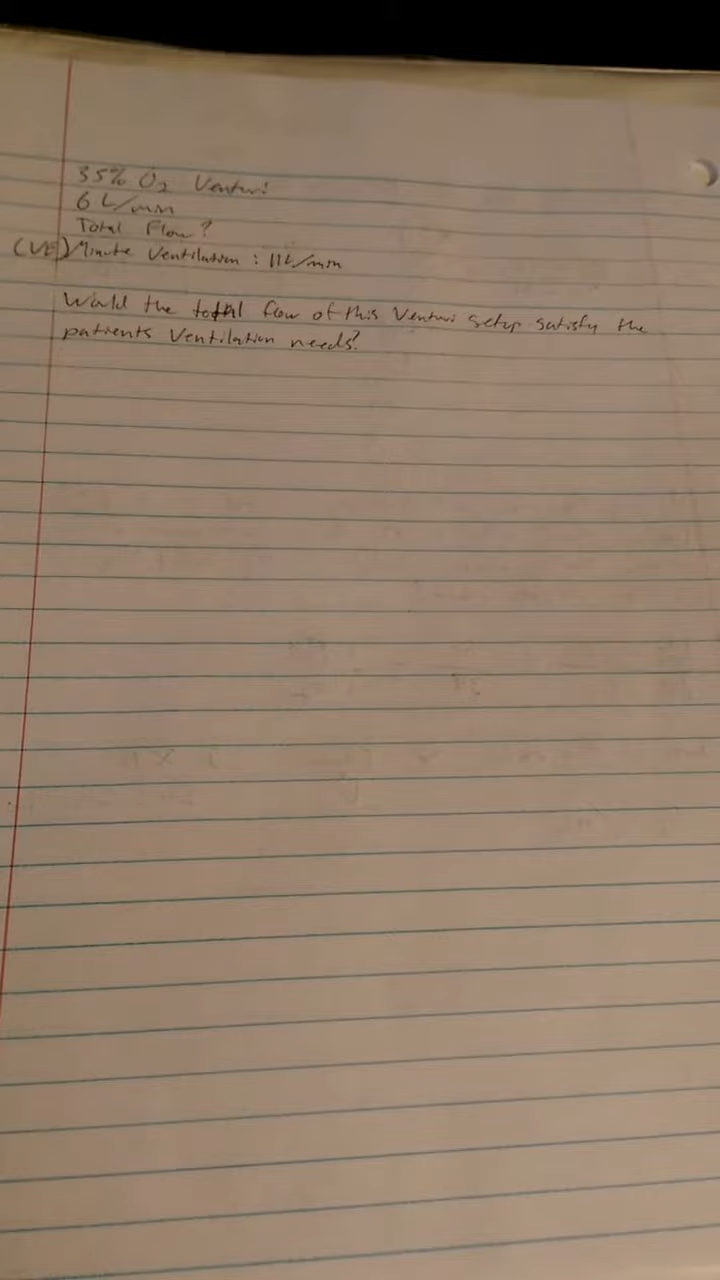 35% O2 Venturi
6 L/min
Total Flow?
(VE) Minute Ventilation : 11L/min
Would the total flow of this Venturi setup satisfy the
patients ventilation needs?